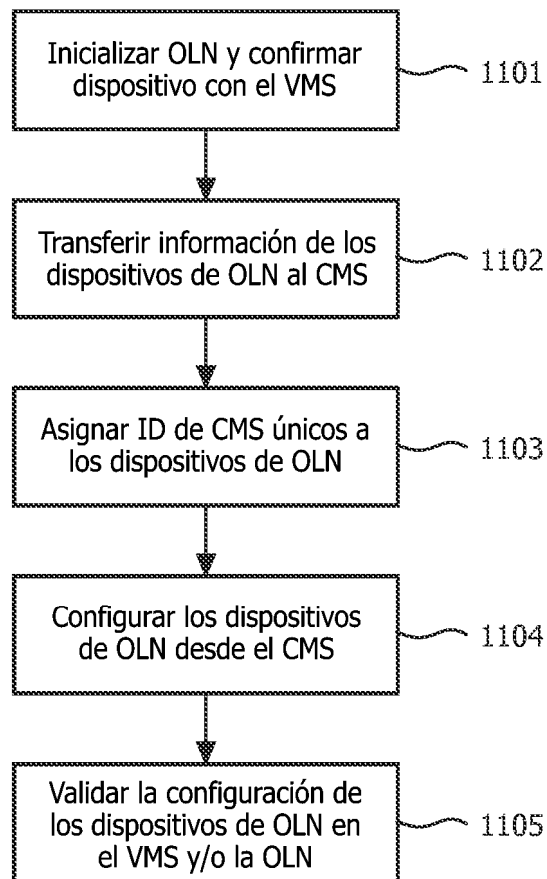 Inicializar OLN y confirmar
dispositivo con el VMS
1101
Transferir información de los
dispositivos de OLN al CMS
1102
Asignar ID de CMS únicos a
los dispositivos de OLN
1103
Configurar los dispositivos
de OLN desde el CMS
1104
Validar la configuración de
los dispositivos de OLN en
el VMS y/o la OLN
1105